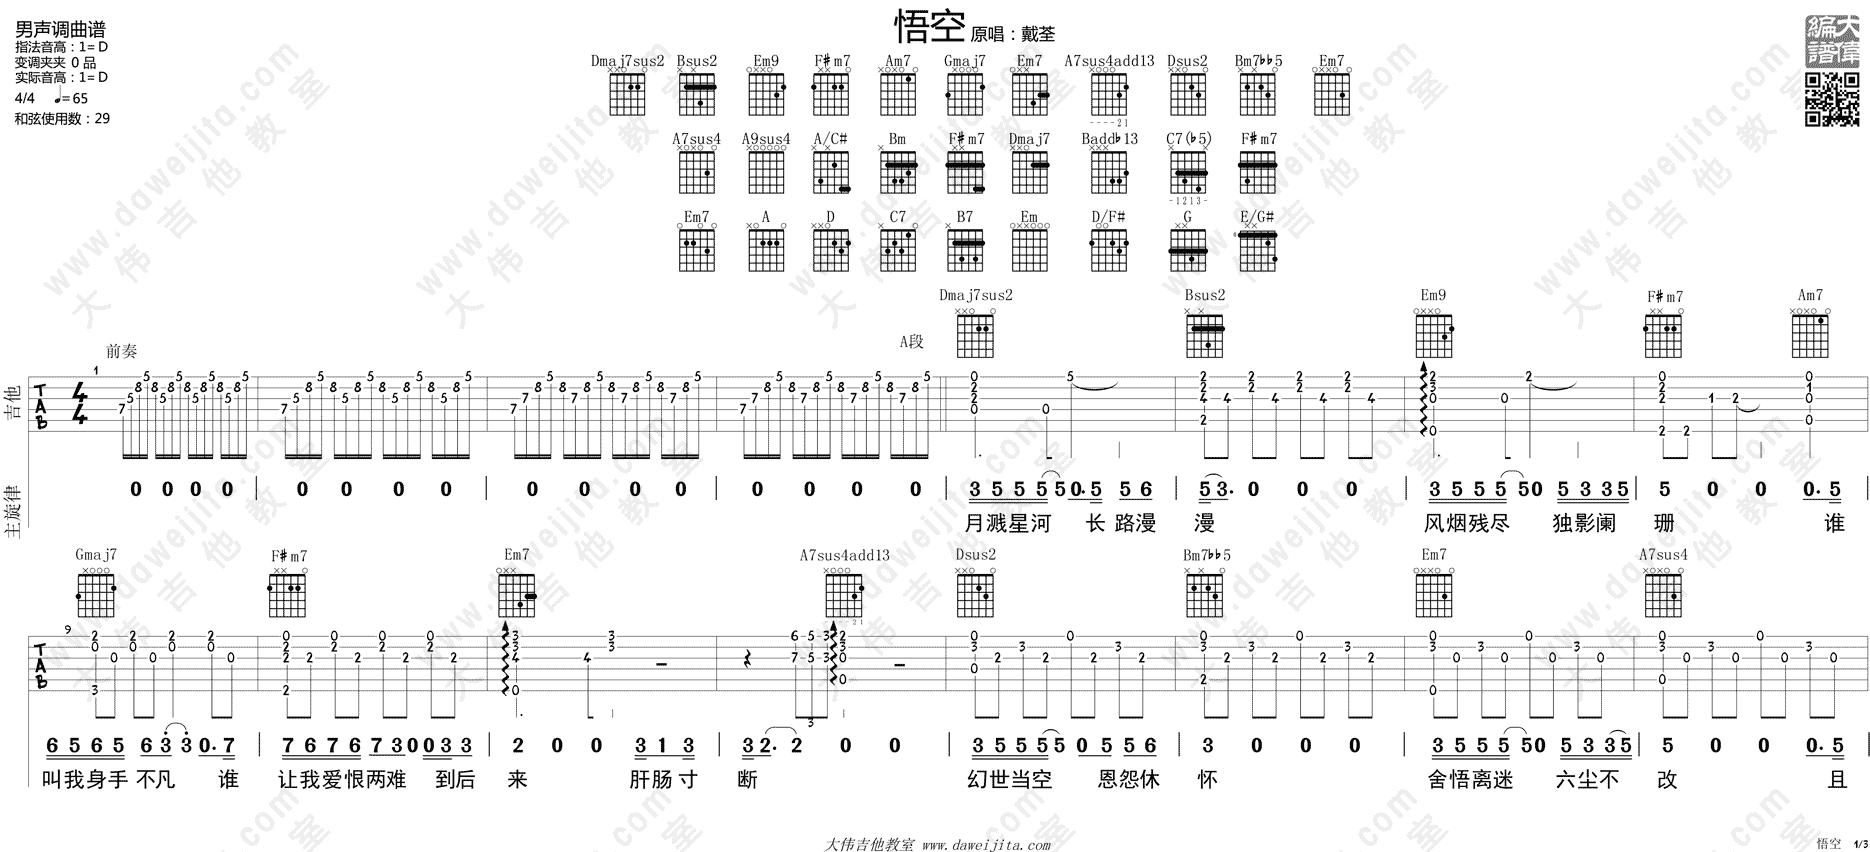 男声调曲谱
指法音高：1=D
变调夹夹 0 品
实际音高：1=D
4/4 ♩=65
和弦使用数：29
悟空 原唱：戴荃
大偉編譜
Dmaj7sus2 Bsus2 Em9 F♯m7 Am7 Gmaj7 Em7 A7sus4add13 Dsus2 Bm7♭♭5 Em7
----21
A7sus4 A9sus4 A/C# Bm F♯m7 Dmaj7 Badd♭13 C7(♭5) F♯m7
-1213-
Em7 A D C7 B7 Em D/F# G E/G#
Dmaj7sus2 Bsus2 Em9 F♯m7 Am7
前奏 A段
1
吉他 TAB 4/4
主旋律
0 0 0 0 | 0 0 0 0 | 0 0 0 0 | 0 0 0 0 | 3 5 5 5 5 5 0. 5 5 6 | 5 3. 0 0 0 | 3 5 5 5 5 0 5 3 3 5 | 5 0 0 0. 5
月溅星河 长路漫 漫 风烟残尽 独影阑 珊 谁
Gmaj7 F♯m7 Em7 A7sus4add13 Dsus2 Bm7♭♭5 Em7 A7sus4
9
TAB
6 5 6 5 6 3 3 0. 7 | 7 6 7 6 7 3 0 0 3 3 | 2 0 0 3 1 3 | 3 2. 2 0 0 | 3 5 5 5 5 0 5 5 6 | 3 0 0 0 | 3 5 5 5 5 0 5 3 3 5 | 5 0 0 0. 5
叫我身手 不凡 谁 让我爱恨两难 到后 来 肝肠寸 断 幻世当空 恩怨休 怀 舍悟离迷 六尘不 改 且
大伟吉他教室 www.daweijita.com
悟空 1/3